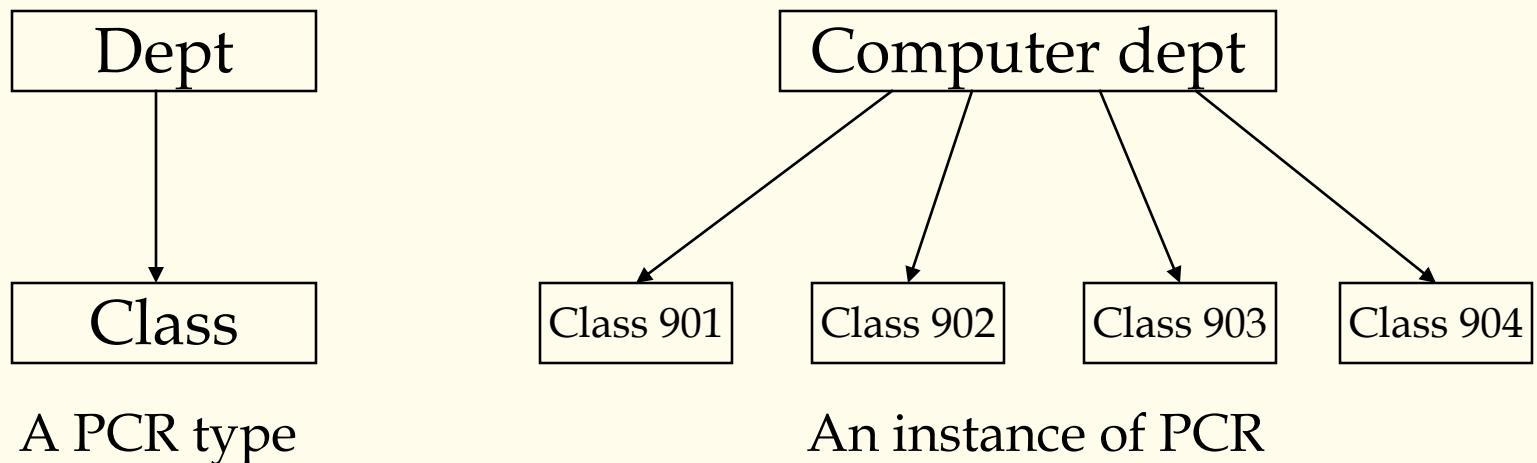 Dept
Class
A PCR type
Computer dept
Class 901
Class 902
Class 903
Class 904
An instance of PCR